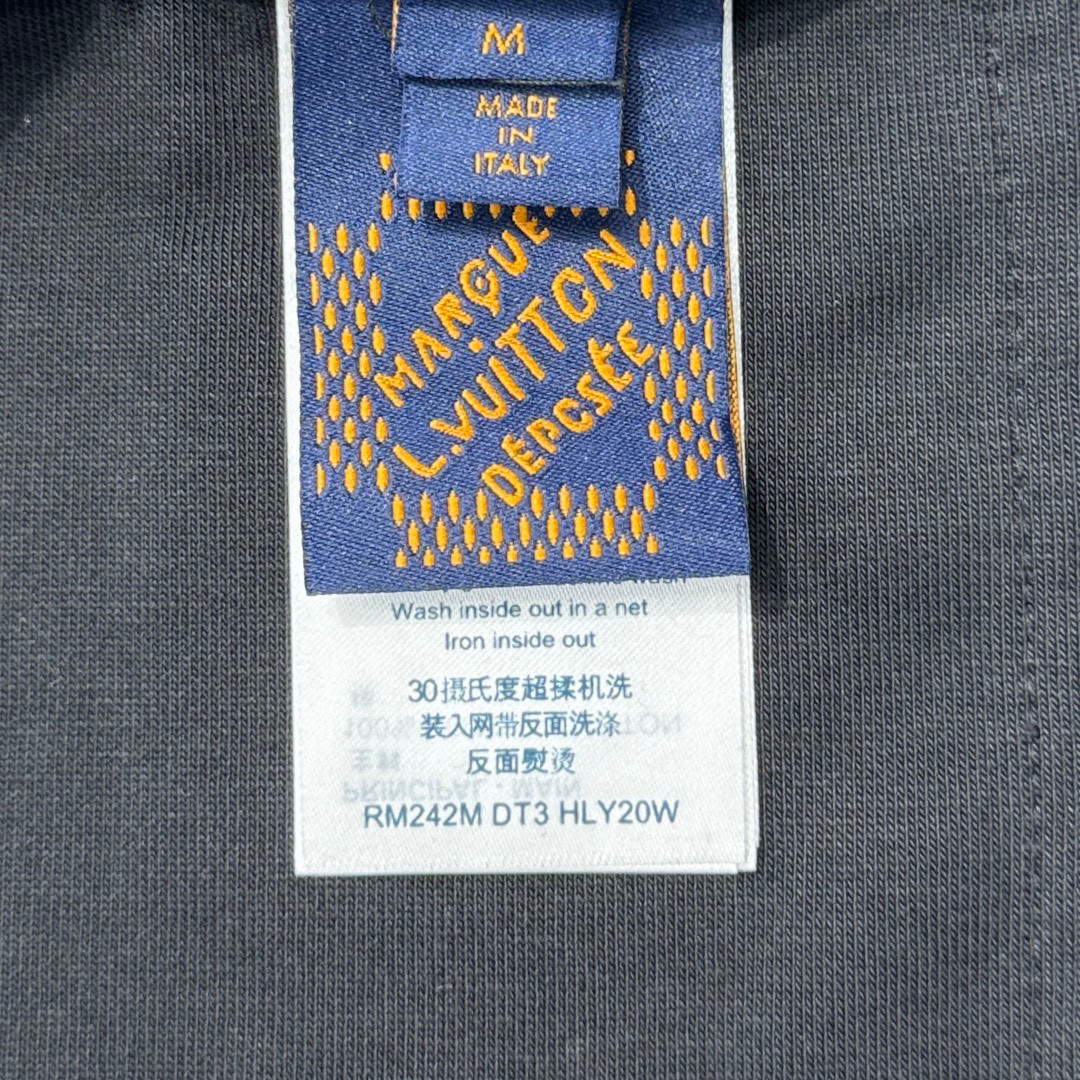 M
MADE
IN
ITALY
MARQUE
L.VUITTON
DÉPOSÉE
Wash inside out in a net
Iron inside out
30摄氏度超揉机洗
装入网带反面洗涤
反面熨烫
RM242M DT3 HLY20W